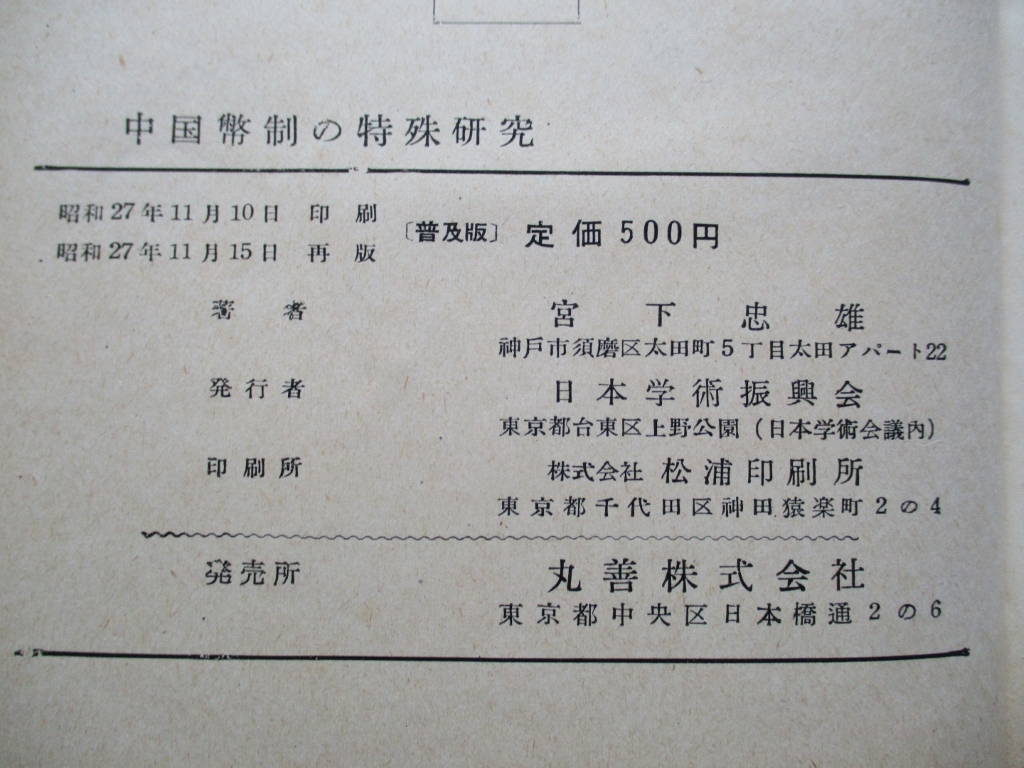 中国幣制の特殊研究
昭和27年11月10日 印刷
昭和27年11月15日 再版
〔普及版〕 定価500円
著者 宮下忠雄
神戸市須磨区太田町5丁目太田アパート22
発行者 日本学術振興会
東京都台東区上野公園(日本学術会議内)
印刷所 株式会社 松浦印刷所
東京都千代田区神田猿楽町2の4
発売所 丸善株式会社
東京都中央区日本橋通2の6